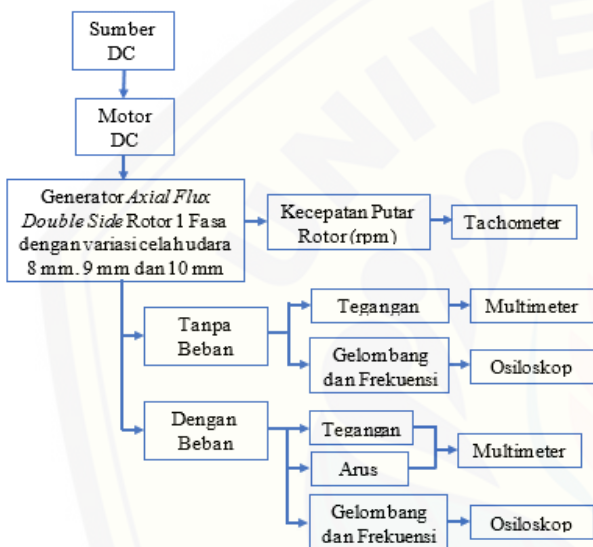 Sumber
DC
Motor
DC
Generator Axial Flux
Double Side Rotor 1 Fasa
dengan variasi celah udara
8 mm. 9 mm dan 10 mm
Kecepatan Putar
Rotor (rpm)
Tachometer
Tanpa
Beban
Tegangan
Multimeter
Gelombang
dan Frekuensi
Osiloskop
Dengan
Beban
Tegangan
Arus
Multimeter
Gelombang
dan Frekuensi
Osiloskop
UNIVE